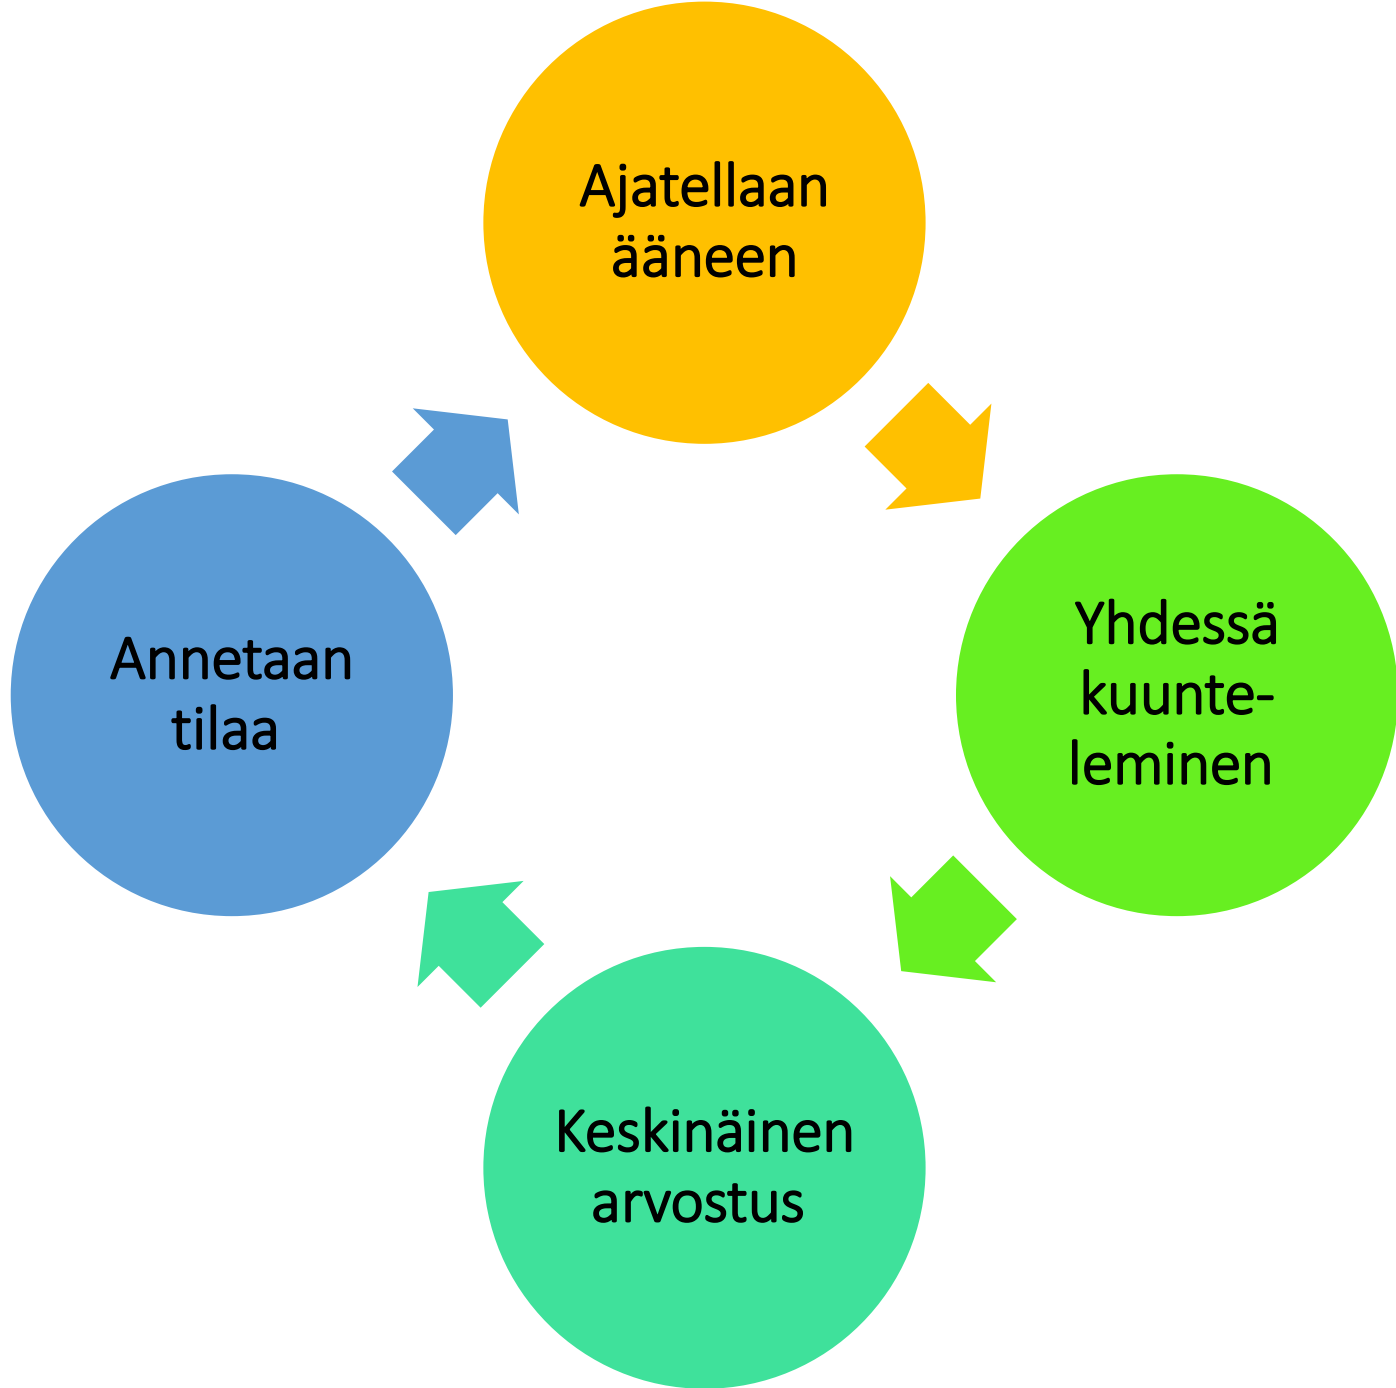 Ajatellaan
ääneen
Yhdessä
kuunte-
leminen
Keskinäinen
arvostus
Annetaan
tilaa